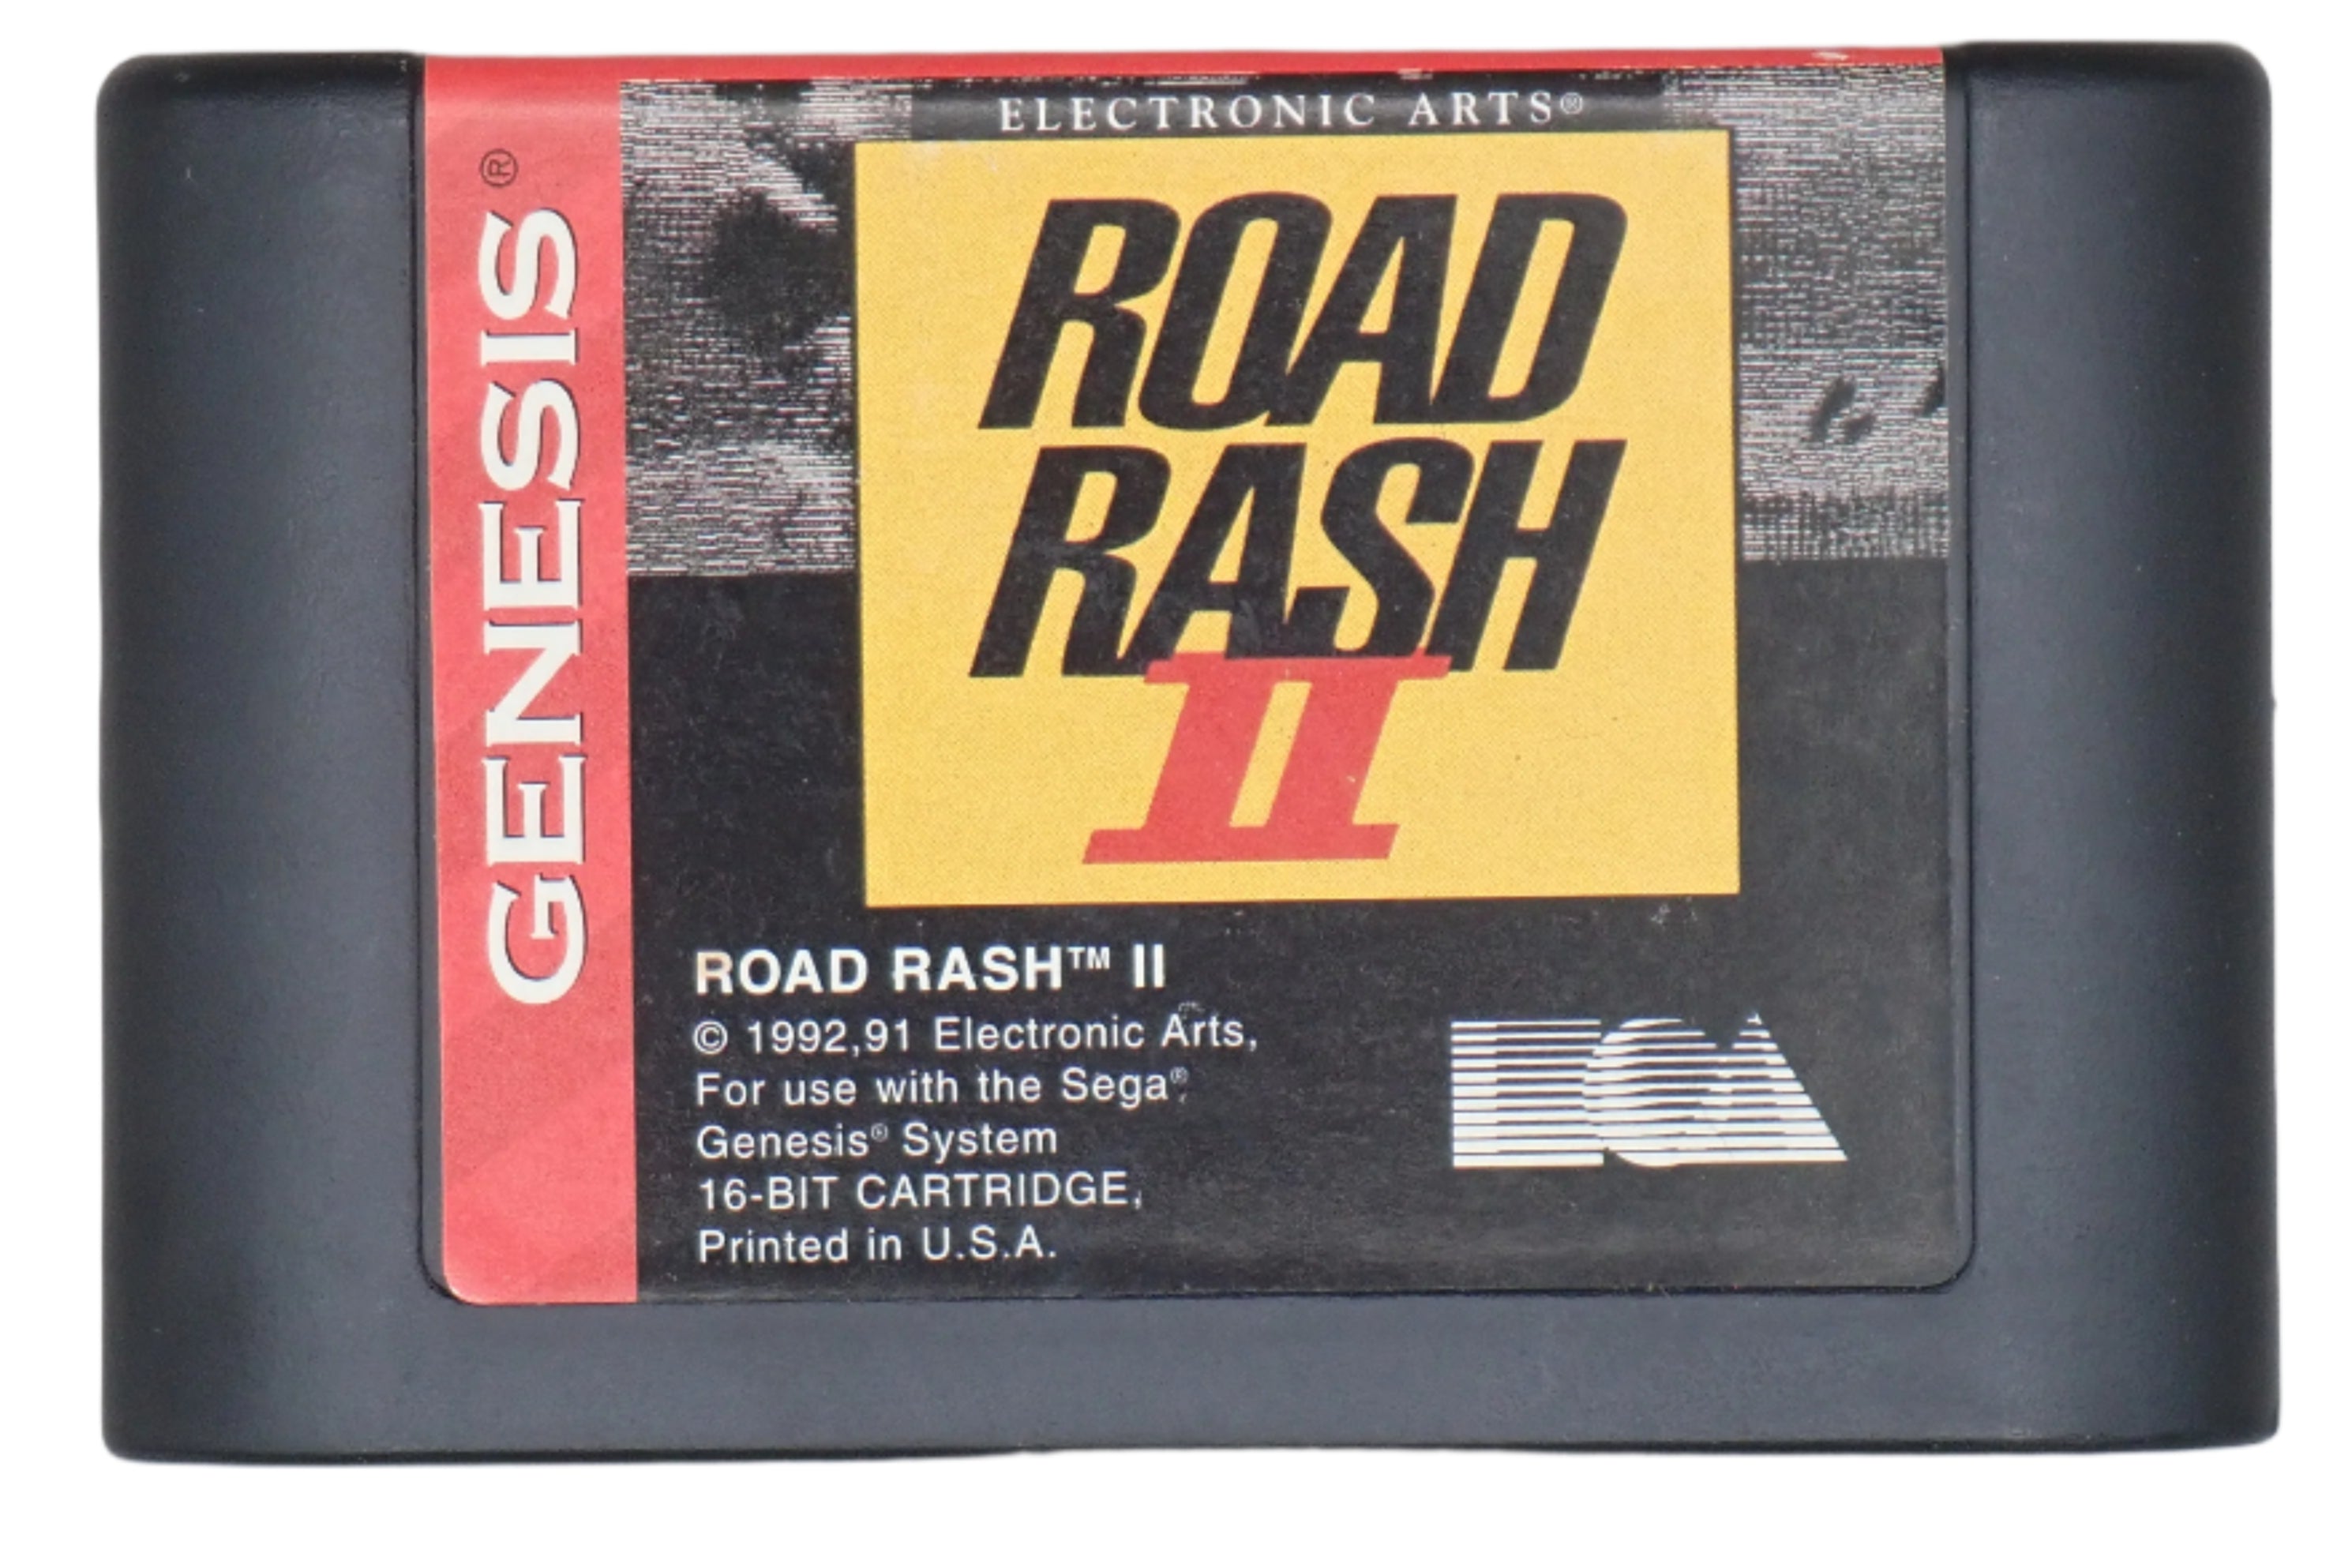 GENESIS®
ELECTRONIC ARTS®
ROAD
RASH
II
ROAD RASH™ II
© 1992,91 Electronic Arts,
For use with the Sega®,
Genesis® System
16-BIT CARTRIDGE,
Printed in U.S.A.
EOA